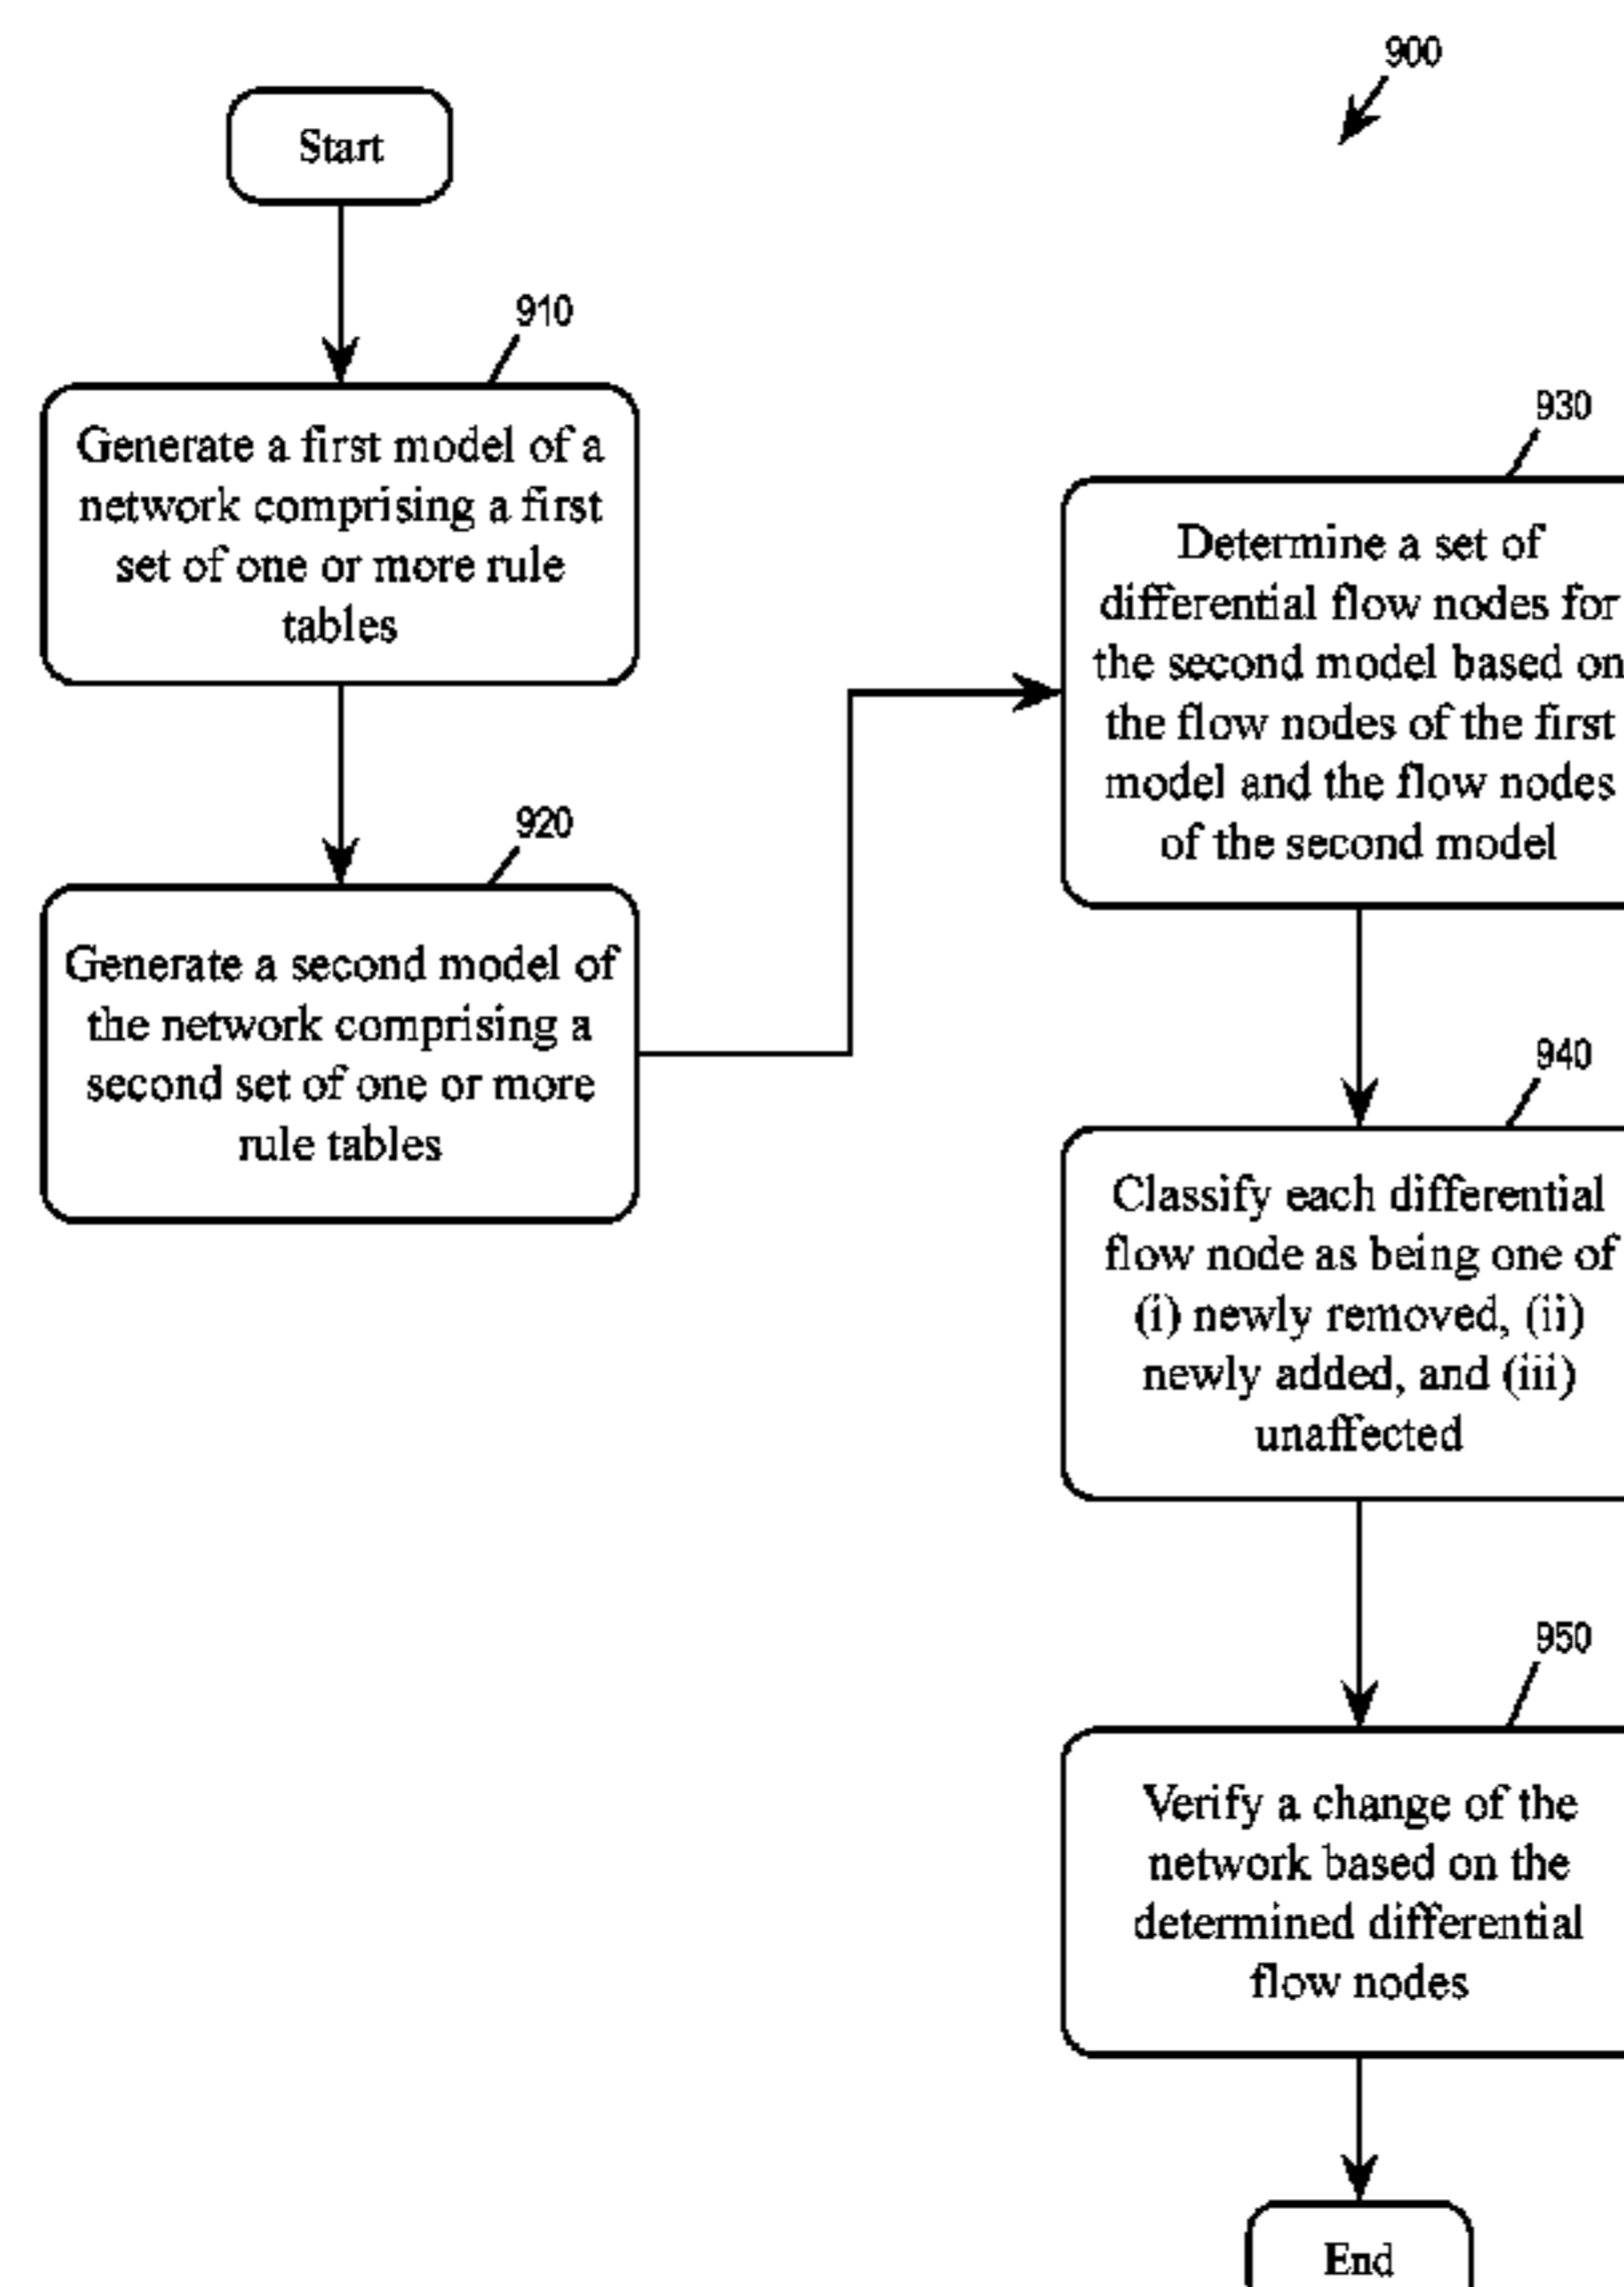 900
Start
910
Generate a first model of a
network comprising a first
set of one or more rule
tables
920
Generate a second model of
the network comprising a
second set of one or more
rule tables
930
Determine a set of
differential flow nodes for
the second model based on
the flow nodes of the first
model and the flow nodes
of the second model
940
Classify each differential
flow node as being one of
(i) newly removed, (ii)
newly added, and (iii)
unaffected
950
Verify a change of the
network based on the
determined differential
flow nodes
End